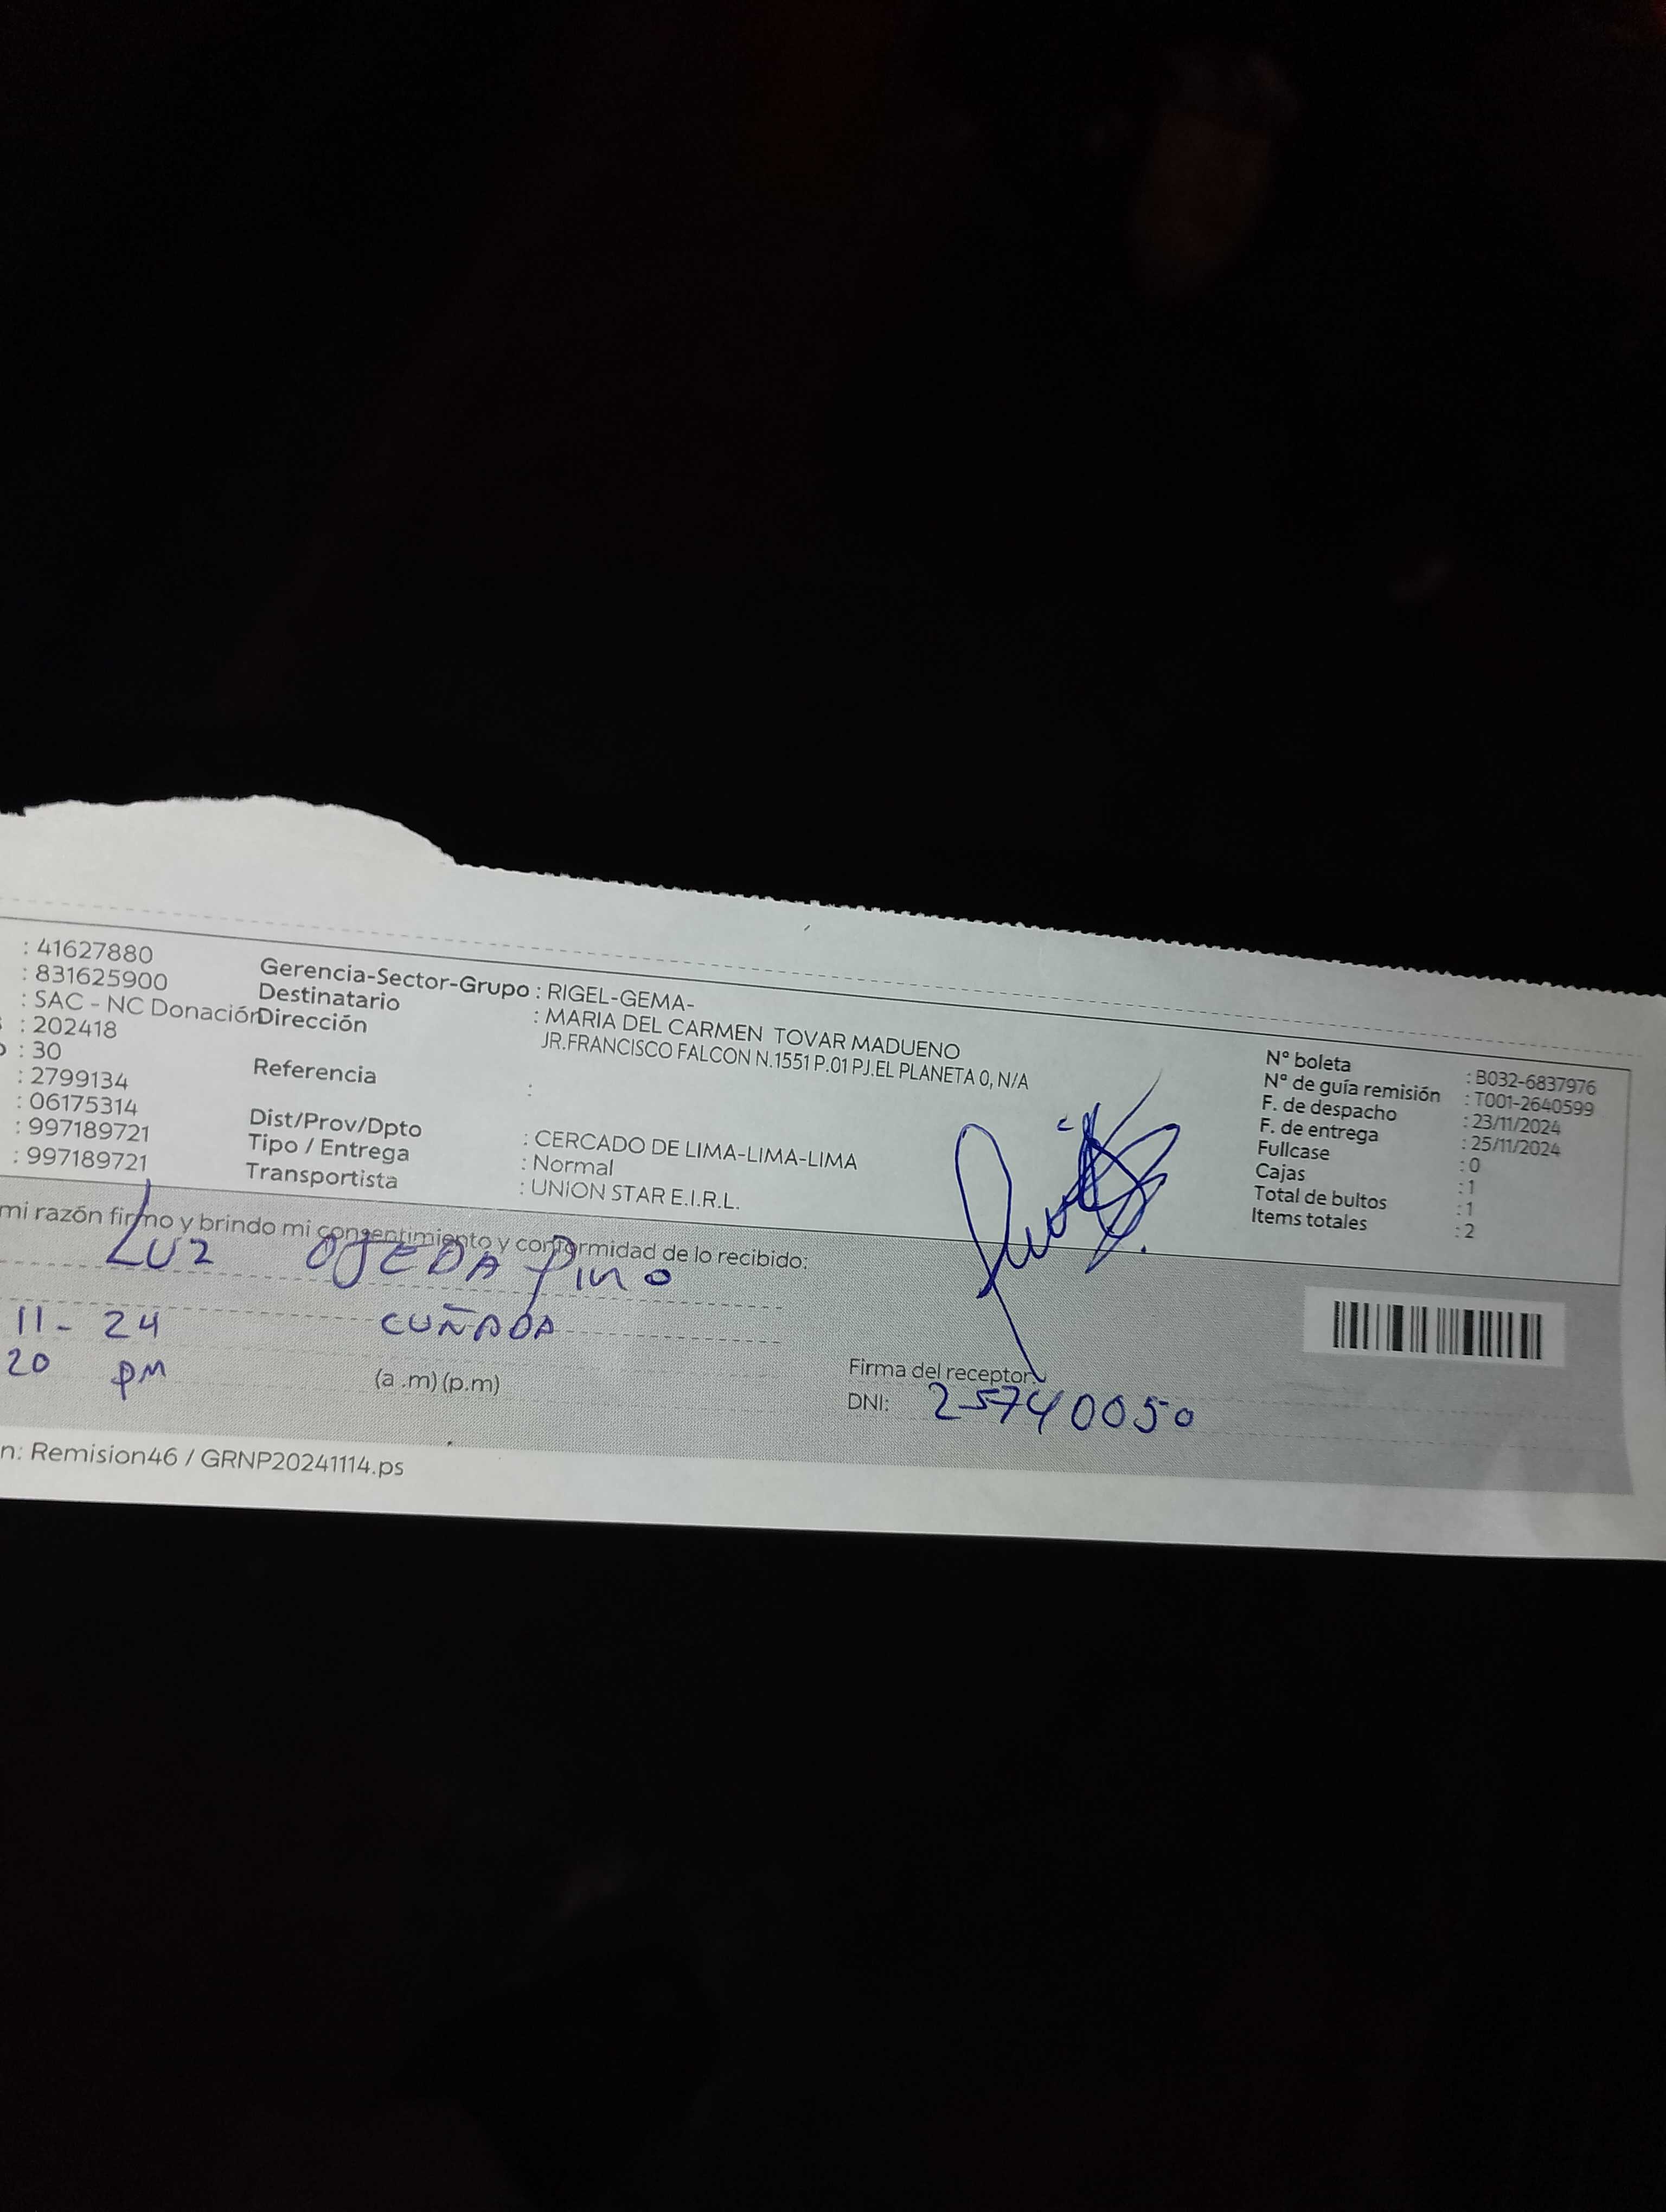 : 41627880
: 831625900
: SAC - NC Donación
: 202418
: 30
: 2799134
: 06175314
: 997189721
: 997189721
Gerencia-Sector-Grupo : RIGEL-GEMA-
Destinatario : MARIA DEL CARMEN TOVAR MADUENO
Dirección JR.FRANCISCO FALCON N.1551 P.01 PJ.EL PLANETA 0, N/A
Referencia :
Dist/Prov/Dpto : CERCADO DE LIMA-LIMA-LIMA
Tipo / Entrega : Normal
Transportista : UNION STAR E.I.R.L.
N° boleta : B032-6837976
N° de guía remisión : T001-2640599
F. de despacho : 23/11/2024
F. de entrega : 25/11/2024
Fullcase : 0
Cajas : 1
Total de bultos : 1
Items totales : 2
mi razón firmo y brindo mi consentimiento y conformidad de lo recibido:
LUZ OJEDA PINO
11 - 24 CUÑADA
20 pm (a .m) (p.m)
Firma del receptor:
DNI: 25740050
n: Remision46 / GRNP20241114.ps